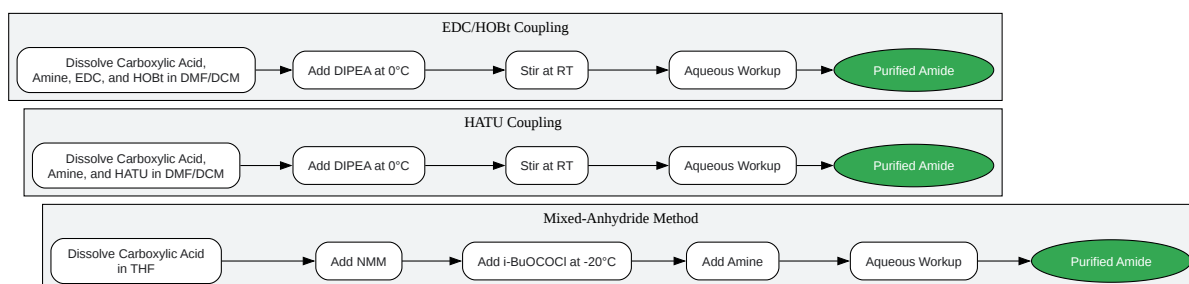 EDC/HOBt Coupling
Dissolve Carboxylic Acid,
Amine, EDC, and HOBt in DMF/DCM
Add DIPEA at 0°C
Stir at RT
Aqueous Workup
Purified Amide
HATU Coupling
Dissolve Carboxylic Acid,
Amine, and HATU in DMF/DCM
Add DIPEA at 0°C
Stir at RT
Aqueous Workup
Purified Amide
Mixed-Anhydride Method
Dissolve Carboxylic Acid
in THF
Add NMM
Add i-BuOCOCl at -20°C
Add Amine
Aqueous Workup
Purified Amide